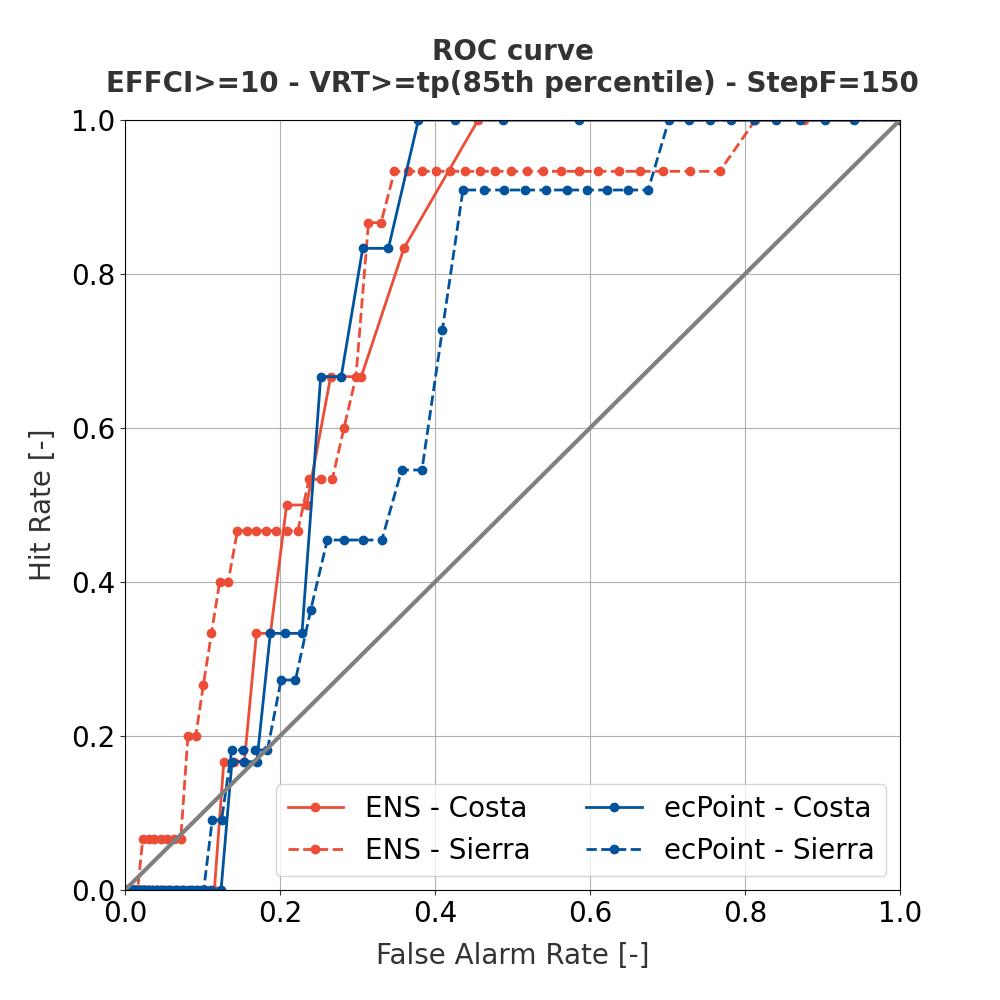 ROC curve
EFFCI>=10 - VRT>=tp(85th percentile) - StepF=150
1.0
0.8
0.6
0.4
0.2
0.0
Hit Rate [-]
0.0 0.2 0.4 0.6 0.8 1.0
False Alarm Rate [-]
ENS - Costa
ENS - Sierra
ecPoint - Costa
ecPoint - Sierra